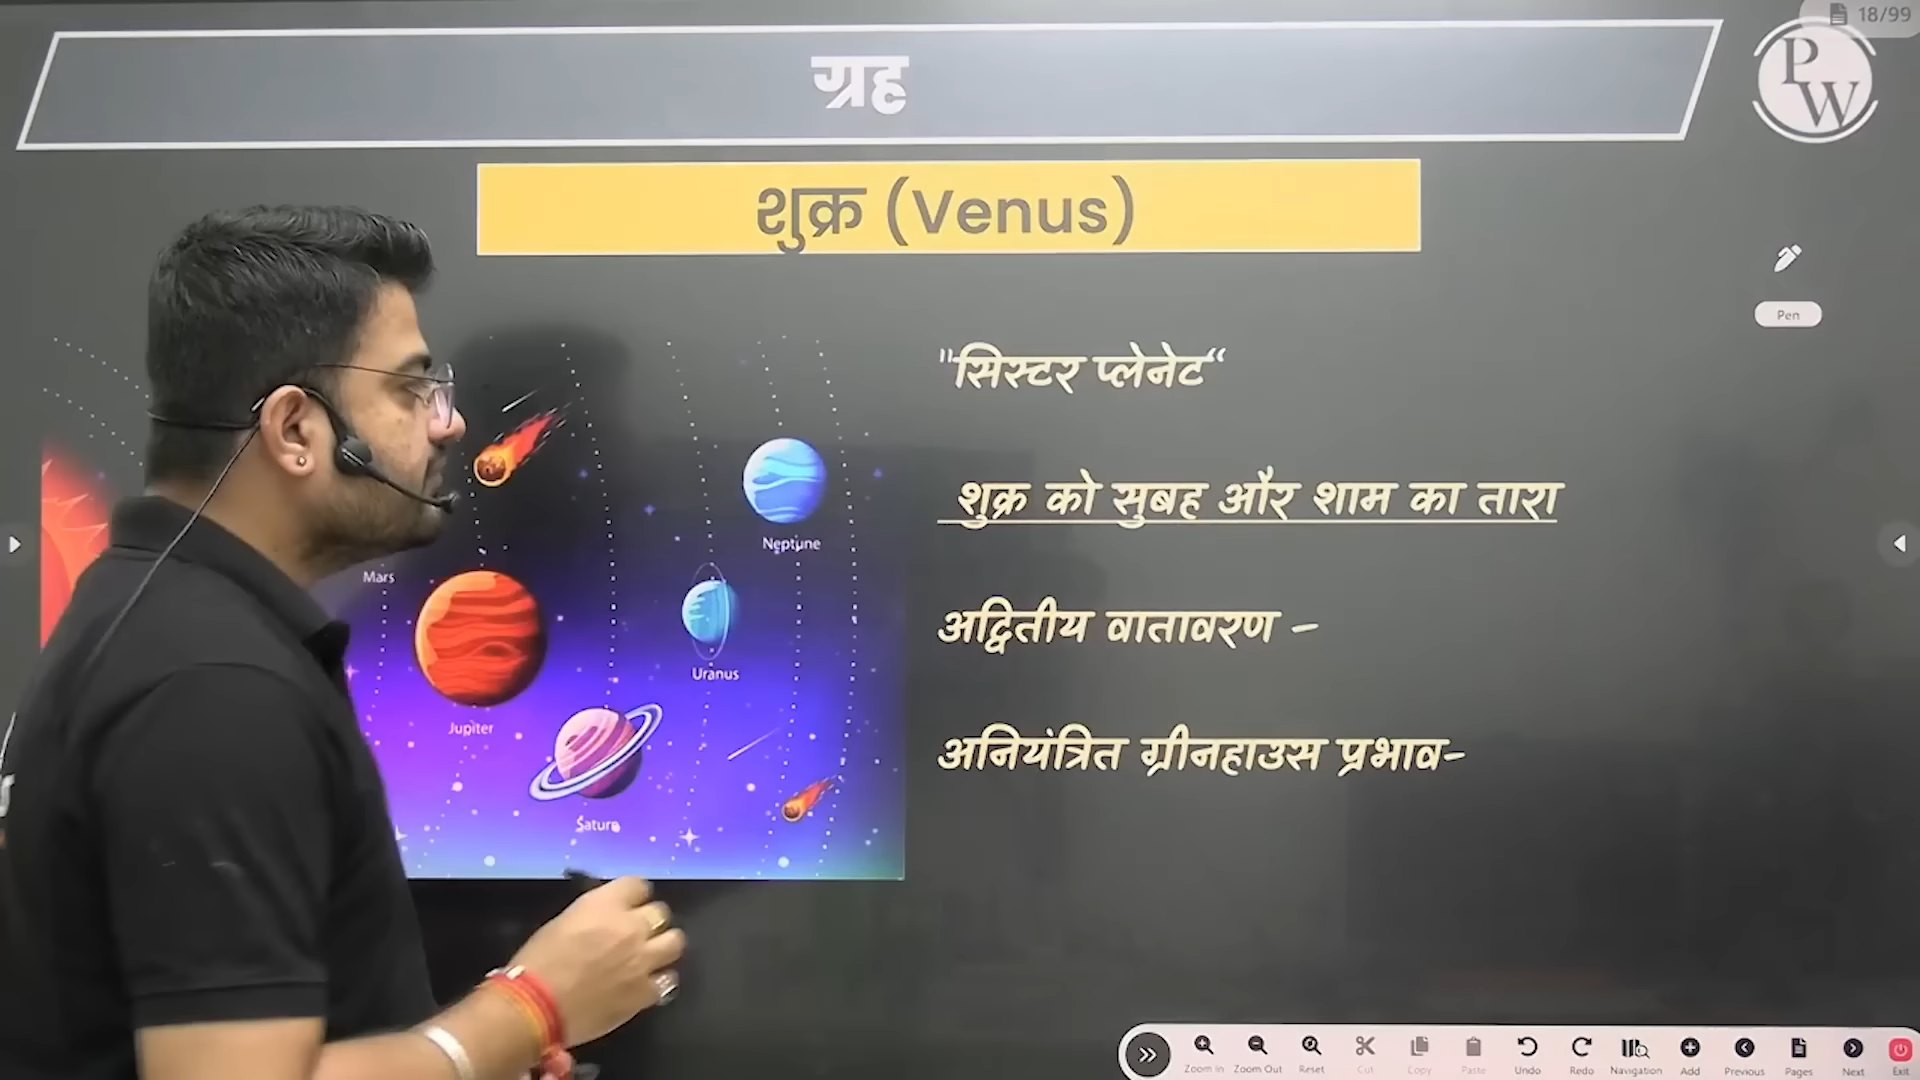 18/99
ग्रह
PW
शुक्र (Venus)
Pen
"सिस्टर प्लेनेट“
शुक्र को सुबह और शाम का तारा
Neptune
Mars
अद्वितीय वातावरण –
Uranus
Jupiter
अनियंत्रित ग्रीनहाउस प्रभाव–
Saturn
Zoom In Zoom Out Reset Cut Copy Paste Undo Redo Navigation Add Previous Pages Next Exit